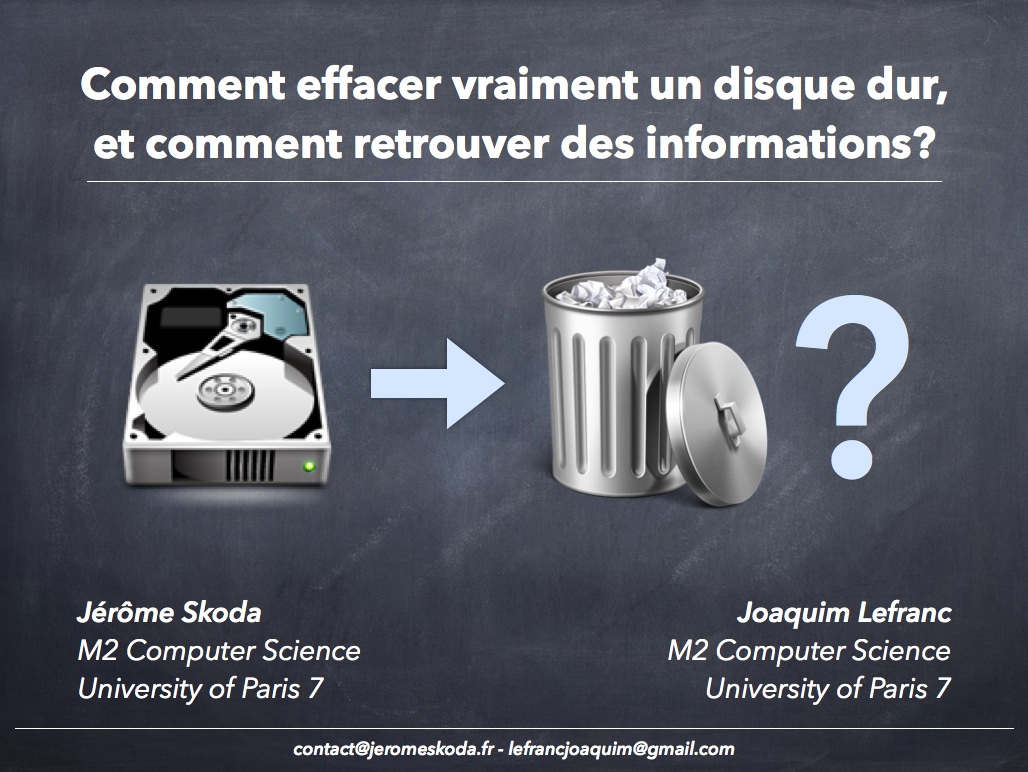 Comment effacer vraiment un disque dur,
et comment retrouver des informations?
Jérôme Skoda
M2 Computer Science
University of Paris 7
Joaquim Lefranc
M2 Computer Science
University of Paris 7
contact@jeromeskoda.fr - lefrancjoaquim@gmail.com